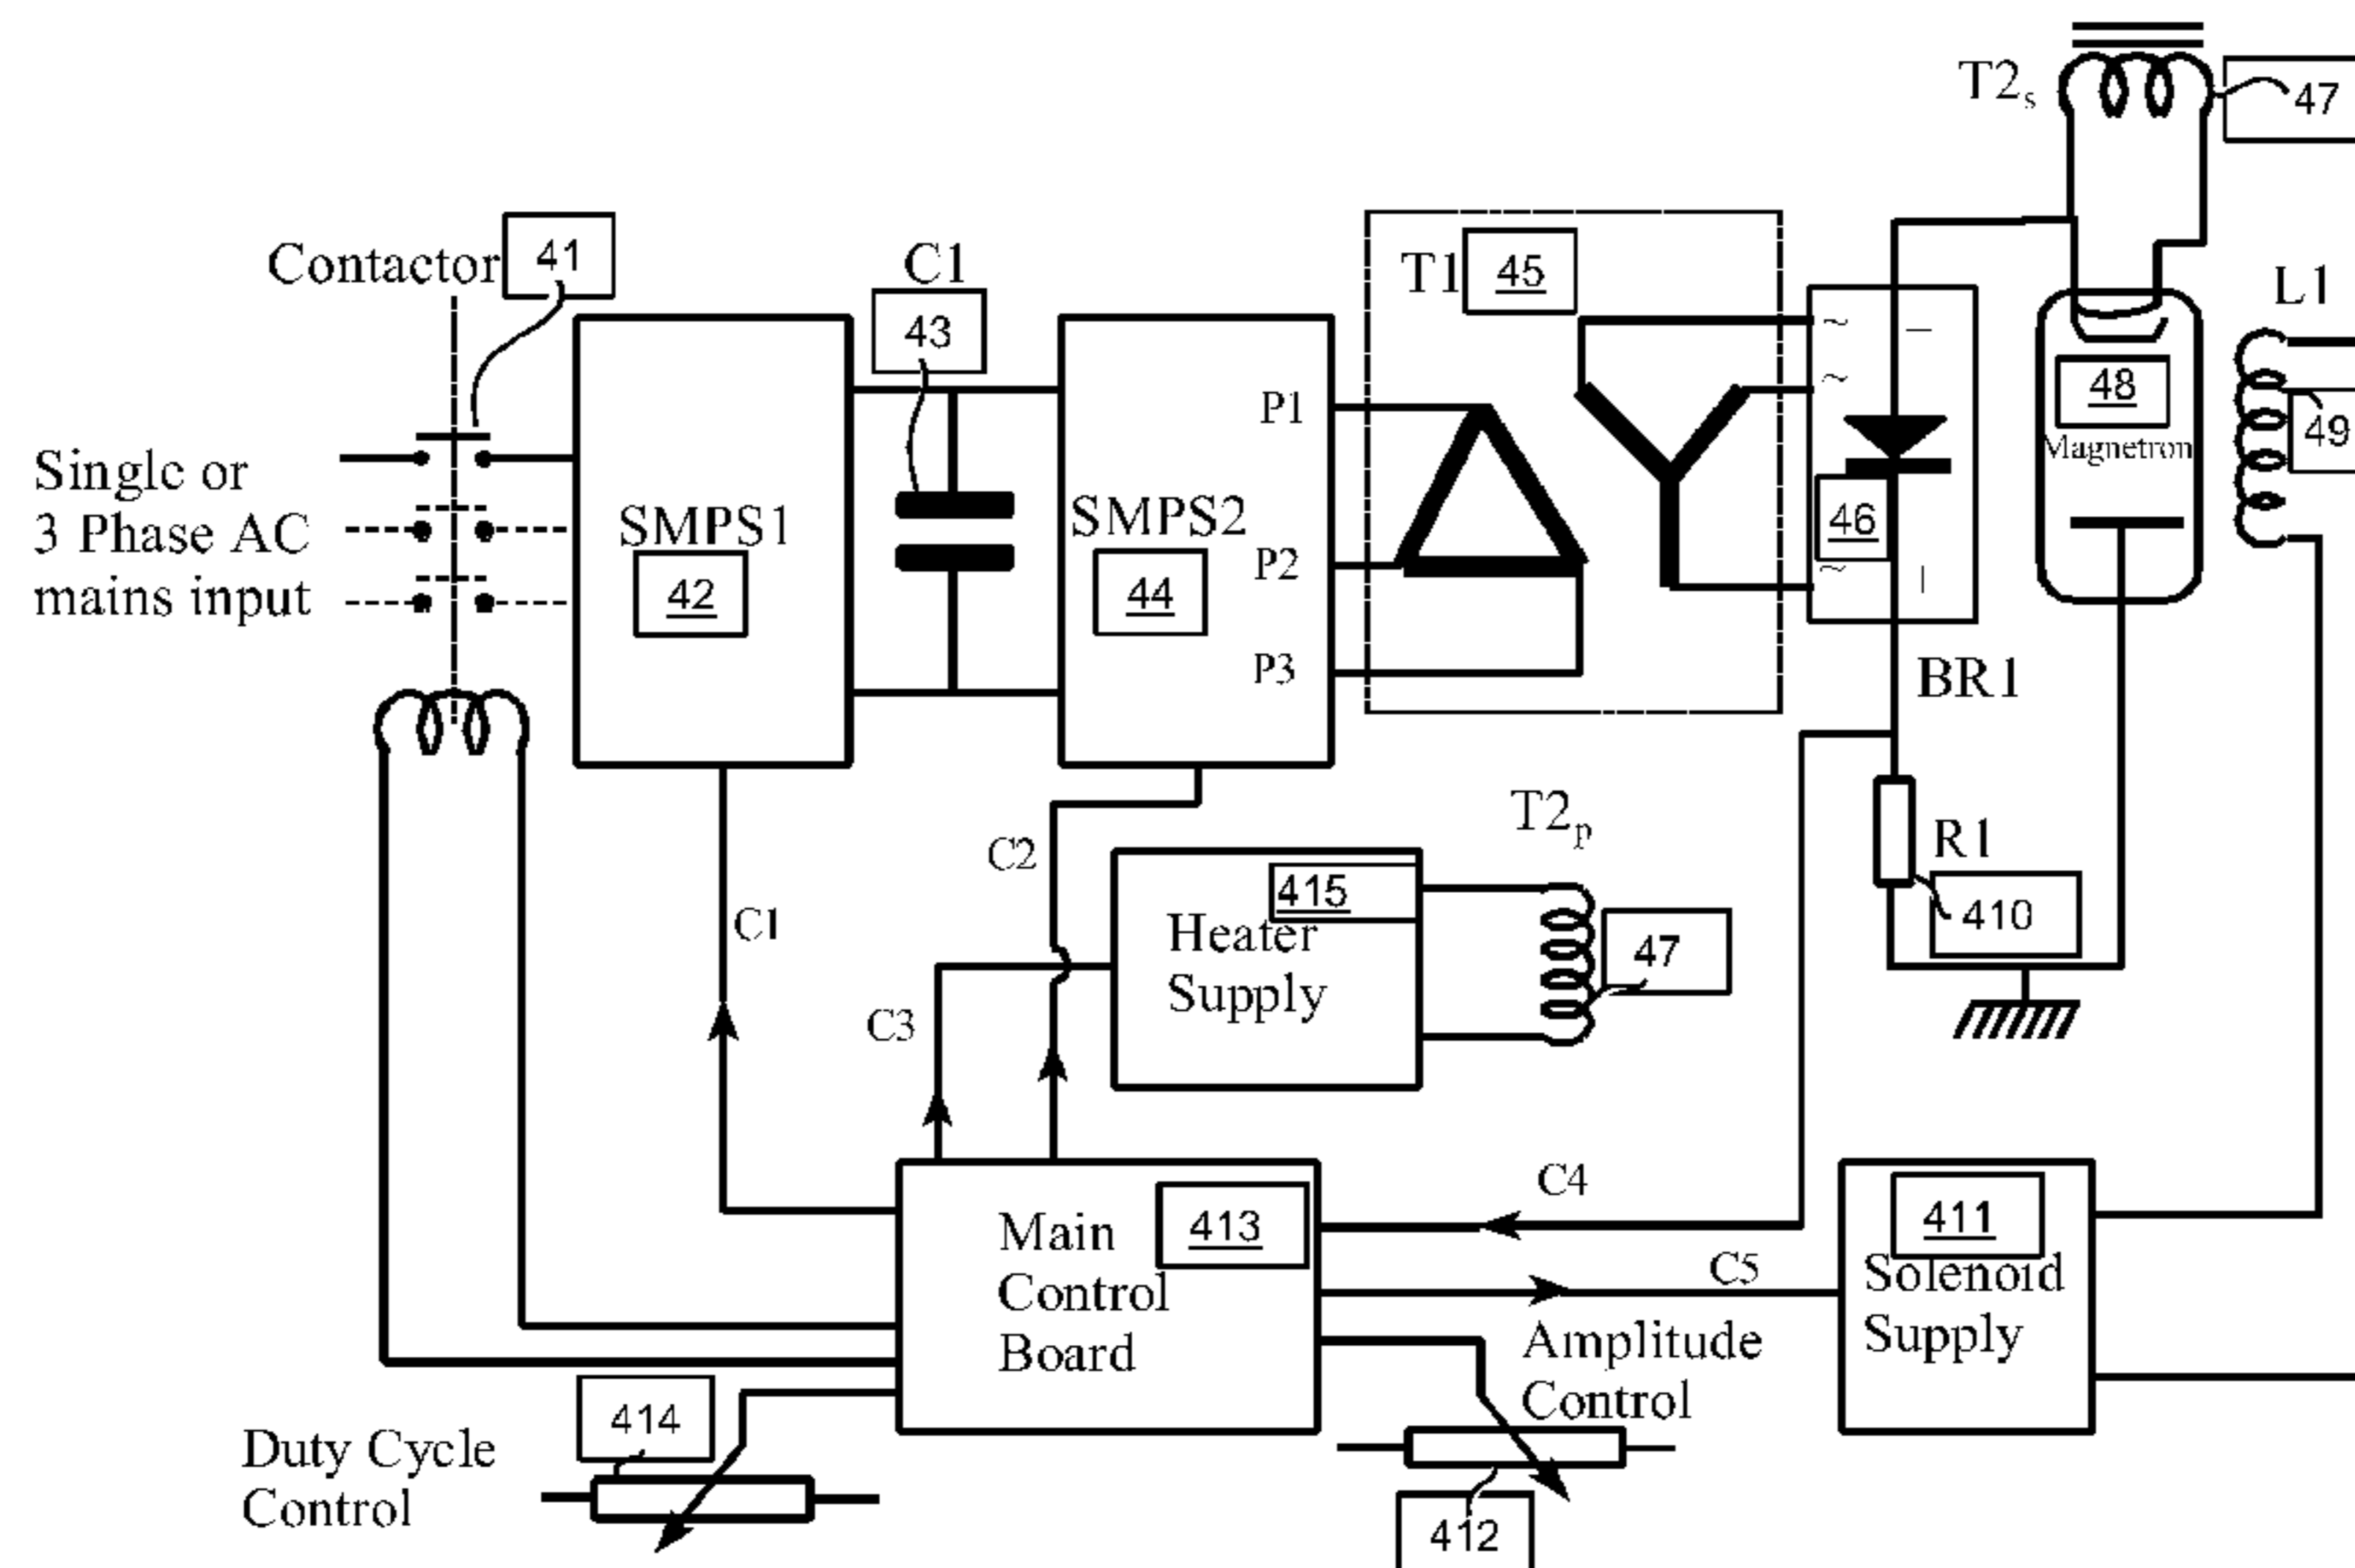 T2s
47
Contactor
41
C1
43
T1
45
L1
~
−
~
Single or
3 Phase AC
mains input
SMPS1
42
SMPS2
44
P1
P2
P3
46
~
+
48
Magnetron
49
BR1
T2p
C2
415
Heater
Supply
47
R1
410
C1
C3
Main
Control
Board
413
C4
C5
411
Solenoid
Supply
Amplitude
Control
414
Duty Cycle
Control
412